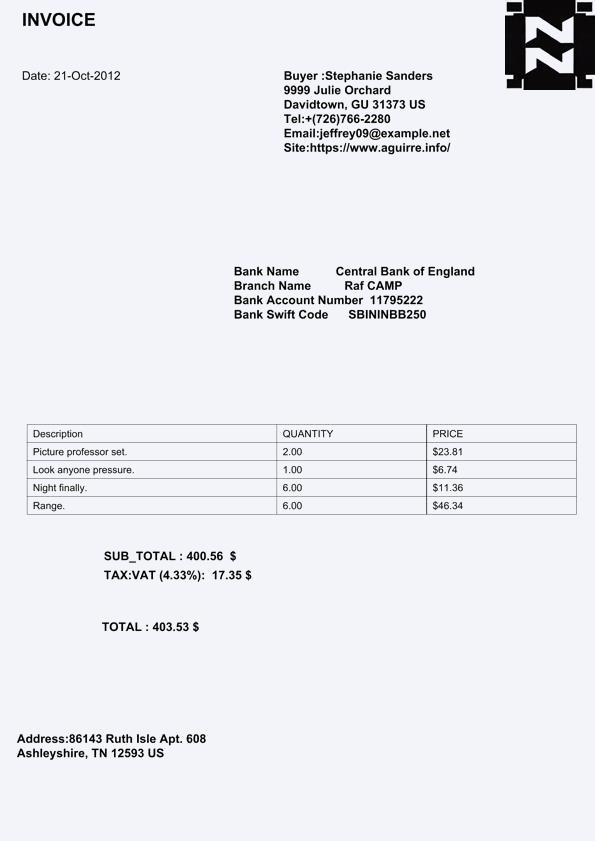 INVOICE
Date: 21-Oct-2012
Buyer :Stephanie Sanders
9999 Julie Orchard
Davidtown, GU 31373 US
Tel:+(726)766-2280
Email:jeffrey09@example.net
Site:https://www.aguirre.info/
Bank Name Central Bank of England
Branch Name Raf CAMP
Bank Account Number 11795222
Bank Swift Code SBININBB250
Description QUANTITY PRICE
Picture professor set. 2.00 $23.81
Look anyone pressure. 1.00 $6.74
Night finally. 6.00 $11.36
Range. 6.00 $46.34
SUB_TOTAL : 400.56 $
TAX:VAT (4.33%): 17.35 $
TOTAL : 403.53 $
Address:86143 Ruth Isle Apt. 608
Ashleyshire, TN 12593 US